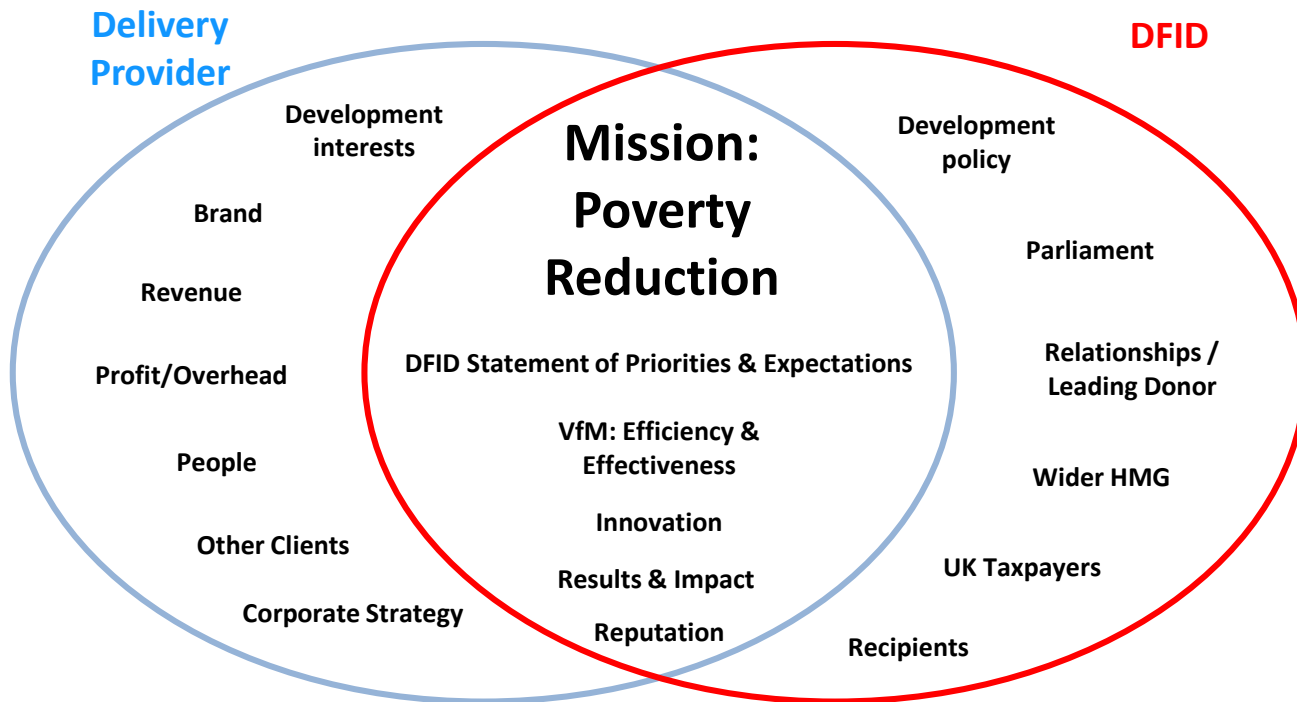 Delivery
Provider
DFID
Development
interests
Brand
Revenue
Profit/Overhead
People
Other Clients
Corporate Strategy
Mission:
Poverty
Reduction
DFID Statement of Priorities & Expectations
VfM: Efficiency &
Effectiveness
Innovation
Results & Impact
Reputation
Development
policy
Parliament
Relationships /
Leading Donor
Wider HMG
UK Taxpayers
Recipients